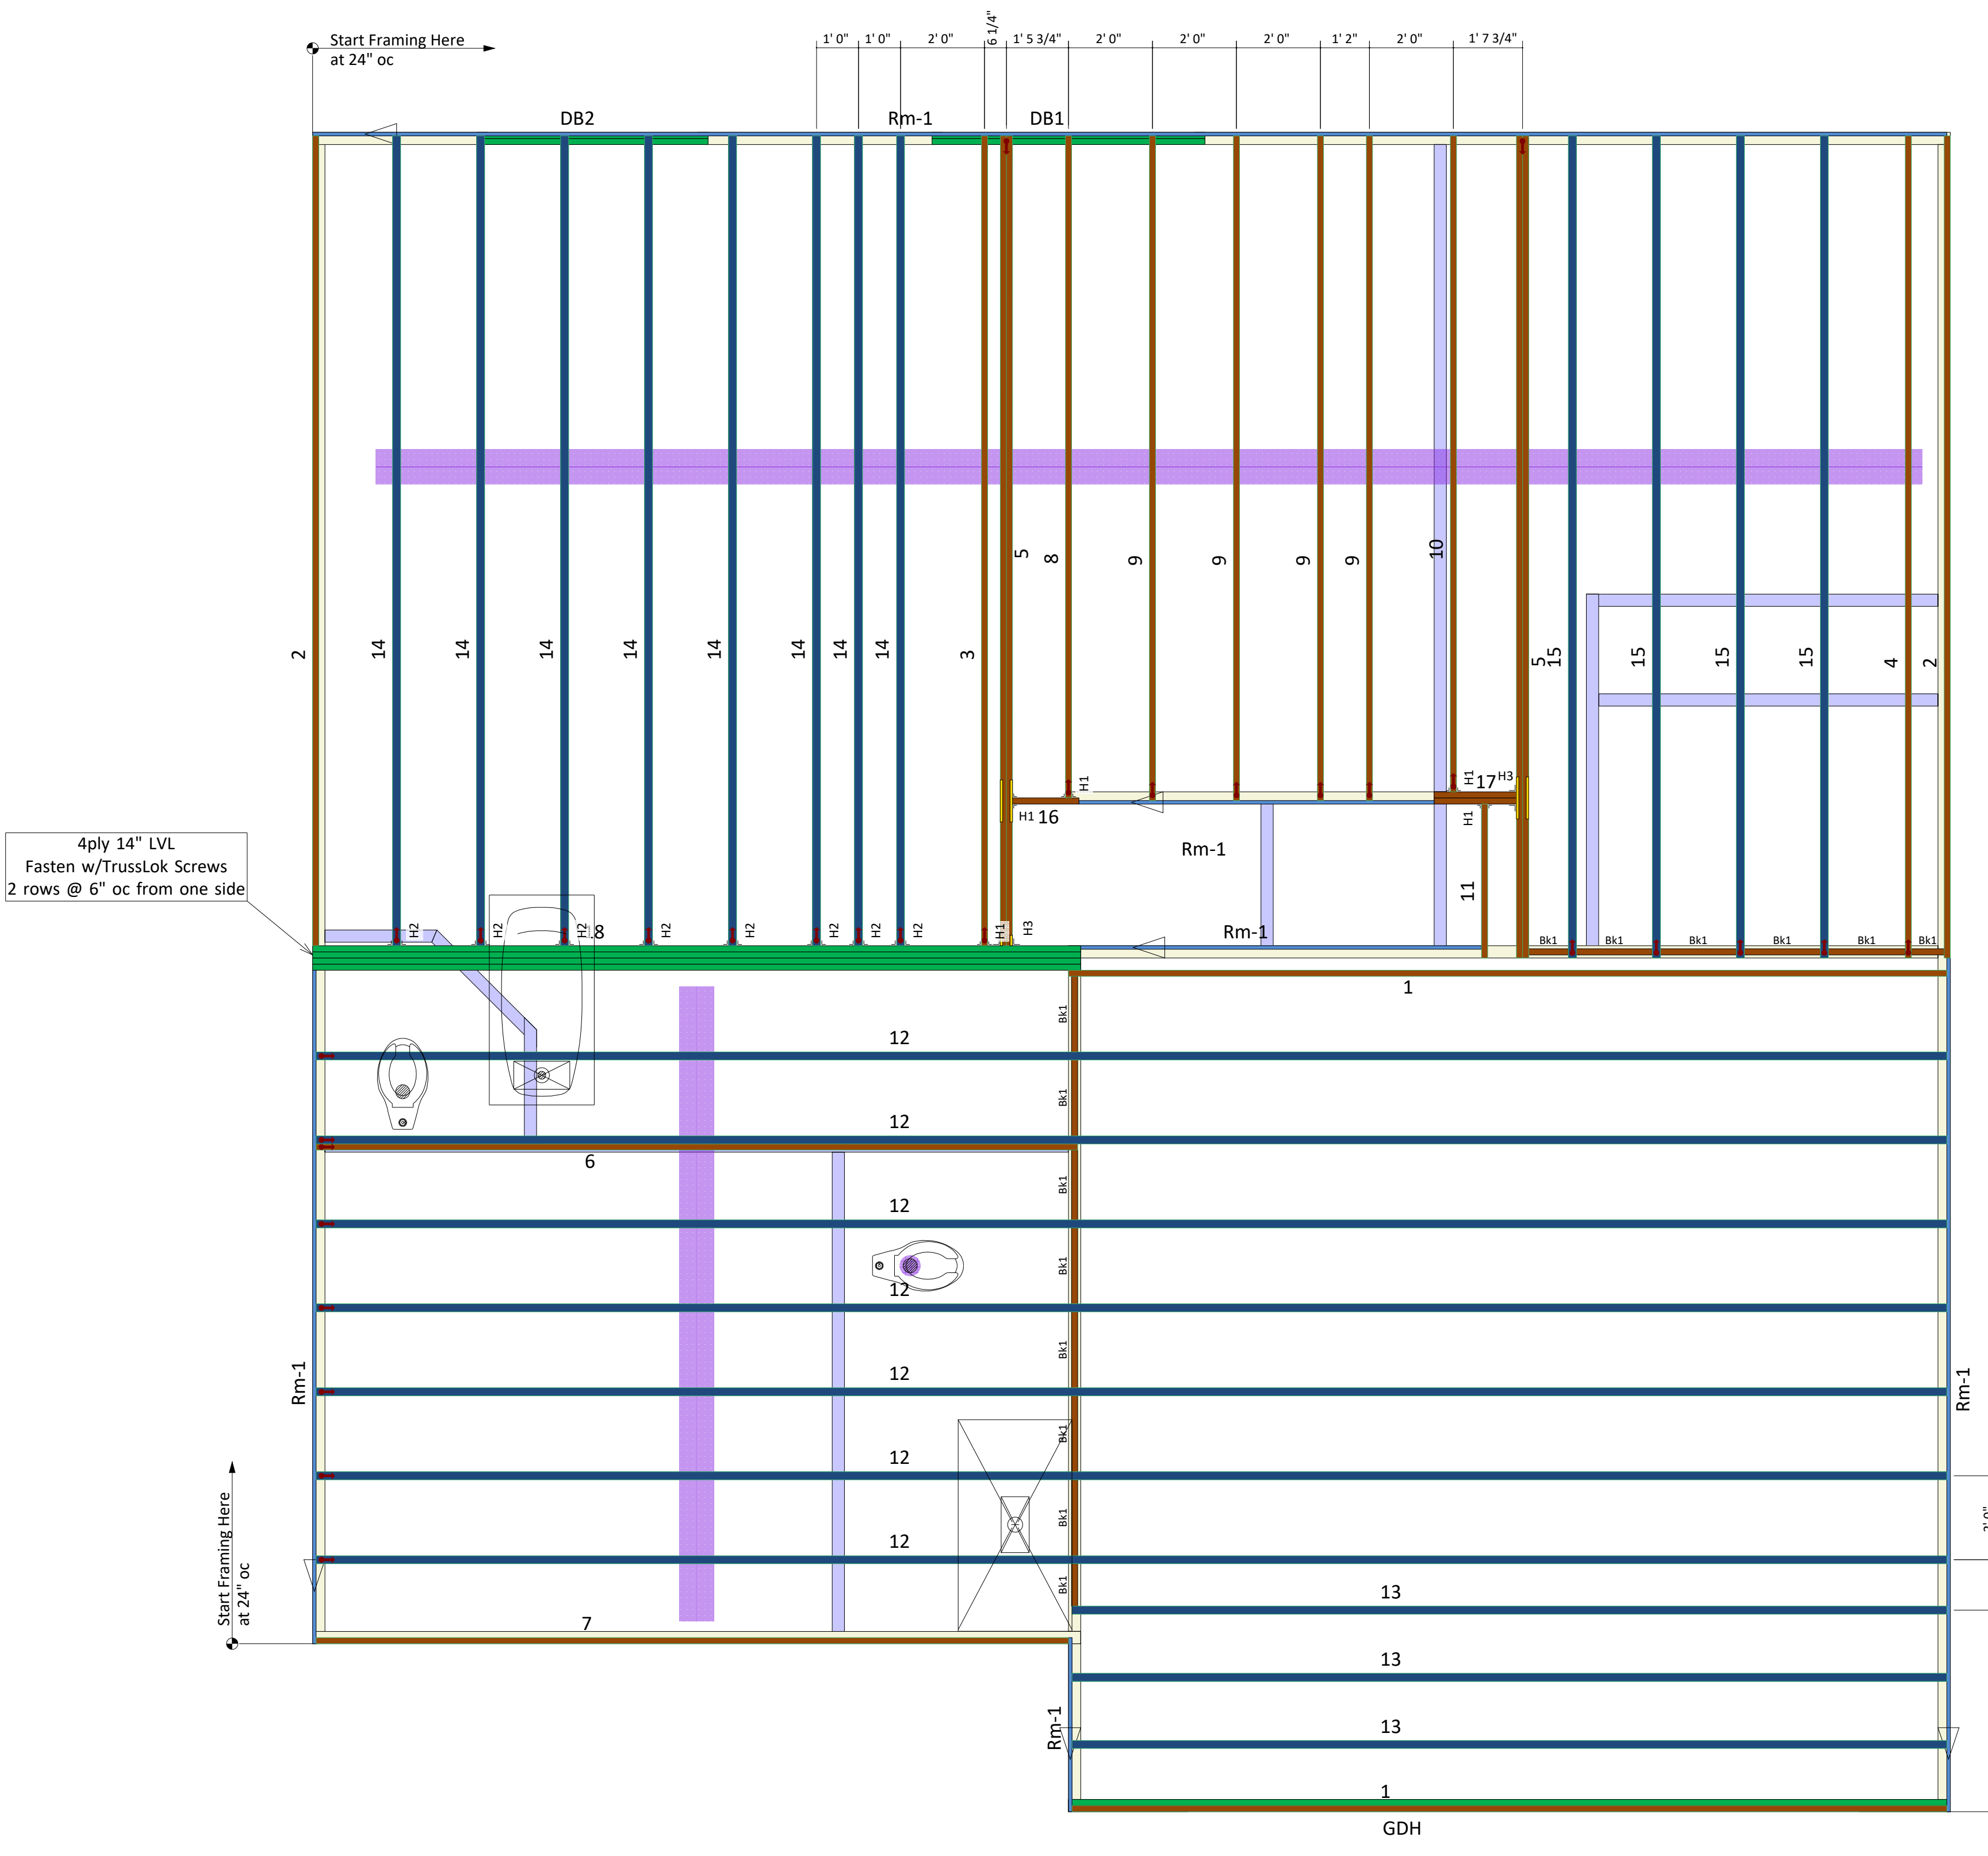 6 1/4"
Start Framing Here
at 24" oc
1' 0" 1' 0" 2' 0" 1' 5 3/4" 2' 0" 2' 0" 2' 0" 1' 2" 2' 0" 1' 7 3/4"
DB2 Rm-1 DB1
5 8 9 9 9 9 10
2 14 14 14 14 14 14 14 14 3 5 15 15 15 15 4 2
H1 H1 17 H3
H1 16 H1
4ply 14" LVL
Fasten w/TrussLok Screws
2 rows @ 6" oc from one side
Rm-1
11
H2 H2 H2 H2 H2 H2 H2 H2 H1 H3 Rm-1
.8
Bk1 Bk1 Bk1 Bk1 Bk1 Bk1
1
Bk1
12
Bk1
12
6
Bk1
12
Bk1
12
Bk1
12
Rm-1 Rm-1
Bk1
12
Bk1
12
2' 0"
Start Framing Here
at 24" oc
Bk1
13
7
13
Rm-1
13
1
GDH